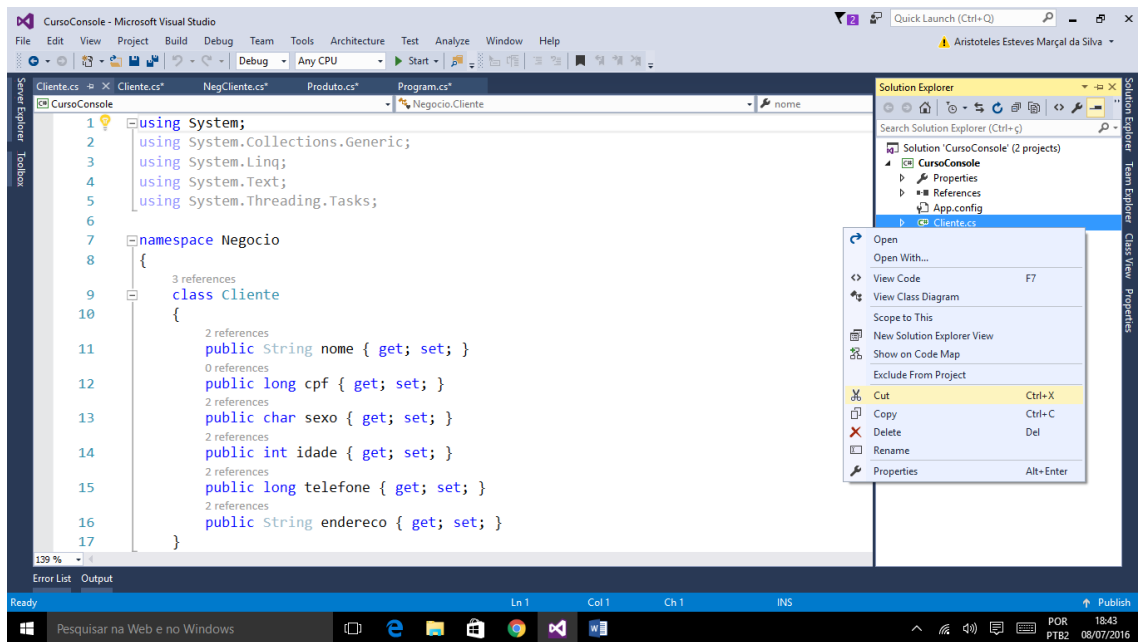 CursoConsole - Microsoft Visual Studio
2
Quick Launch (Ctrl+Q)
File Edit View Project Build Debug Team Tools Architecture Test Analyze Window Help
Aristoteles Esteves Marçal da Silva
Debug Any CPU Start
Server Explorer
Toolbox
Cliente.cs Cliente.cs* NegCliente.cs* Produto.cs* Program.cs*
CursoConsole Negocio.Cliente nome
1 using System;
2 using System.Collections.Generic;
3 using System.Linq;
4 using System.Text;
5 using System.Threading.Tasks;
6
7 namespace Negocio
8 {
3 references
9 class Cliente
10 {
2 references
11 public String nome { get; set; }
0 references
12 public long cpf { get; set; }
2 references
13 public char sexo { get; set; }
2 references
14 public int idade { get; set; }
2 references
15 public long telefone { get; set; }
2 references
16 public String endereco { get; set; }
17 }
139 %
Solution Explorer
Search Solution Explorer (Ctrl+ç)
Solution 'CursoConsole' (2 projects)
CursoConsole
Properties
References
App.config
Cliente.cs
Open
Open With...
View Code F7
View Class Diagram
Scope to This
New Solution Explorer View
Show on Code Map
Exclude From Project
Cut Ctrl+X
Copy Ctrl+C
Delete Del
Rename
Properties Alt+Enter
Solution Explorer
Team Explorer
Class View
Properties
Error List Output
Ready Ln 1 Col 1 Ch 1 INS Publish
Pesquisar na Web e no Windows
POR
PTB2
18:43
08/07/2016